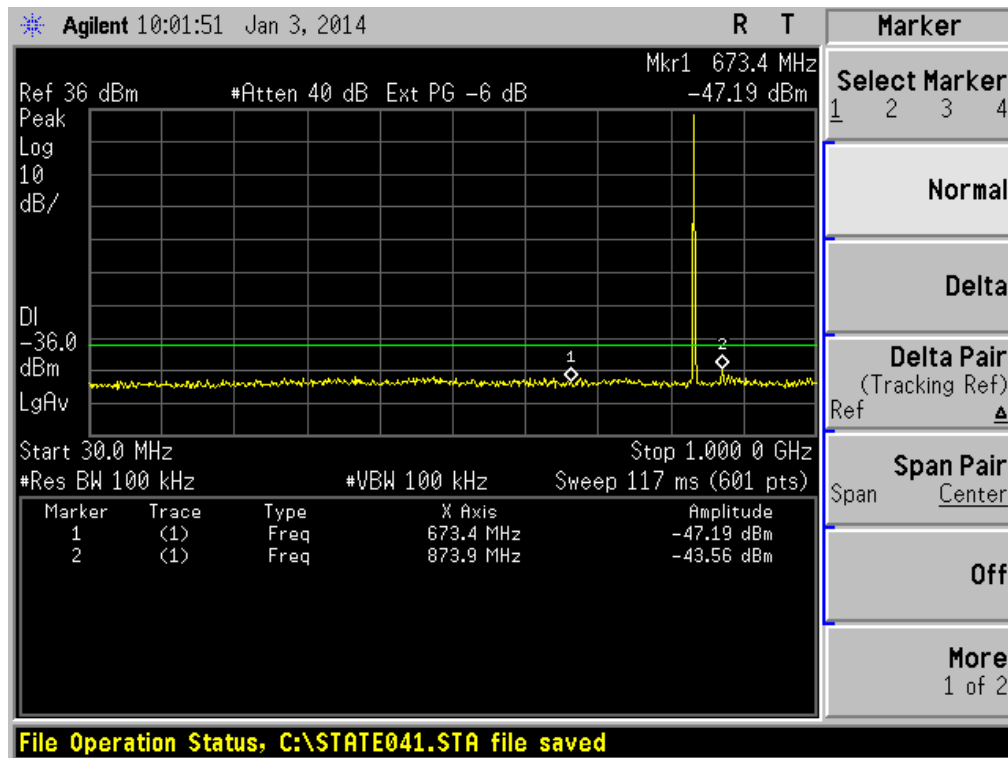 Agilent 10:01:51 Jan 3, 2014 R T
Mkr1 673.4 MHz
Ref 36 dBm #Atten 40 dB Ext PG -6 dB -47.19 dBm
Peak
Log
10
dB/
DI
-36.0
dBm
LgAv
1
2
Start 30.0 MHz Stop 1.000 0 GHz
#Res BW 100 kHz #VBW 100 kHz Sweep 117 ms (601 pts)
Marker Trace Type X Axis Amplitude
1 (1) Freq 673.4 MHz -47.19 dBm
2 (1) Freq 873.9 MHz -43.56 dBm
Marker
Select Marker
1 2 3 4
Normal
Delta
Delta Pair
(Tracking Ref)
Ref Δ
Span Pair
Span Center
Off
More
1 of 2
File Operation Status, C:\STATE041.STA file saved